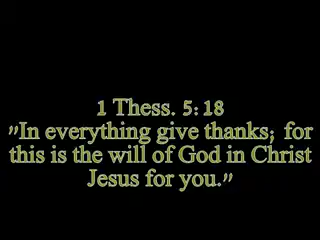 1 Thess. 5:18
"In everything give thanks; for
this is the will of God in Christ
Jesus for you."